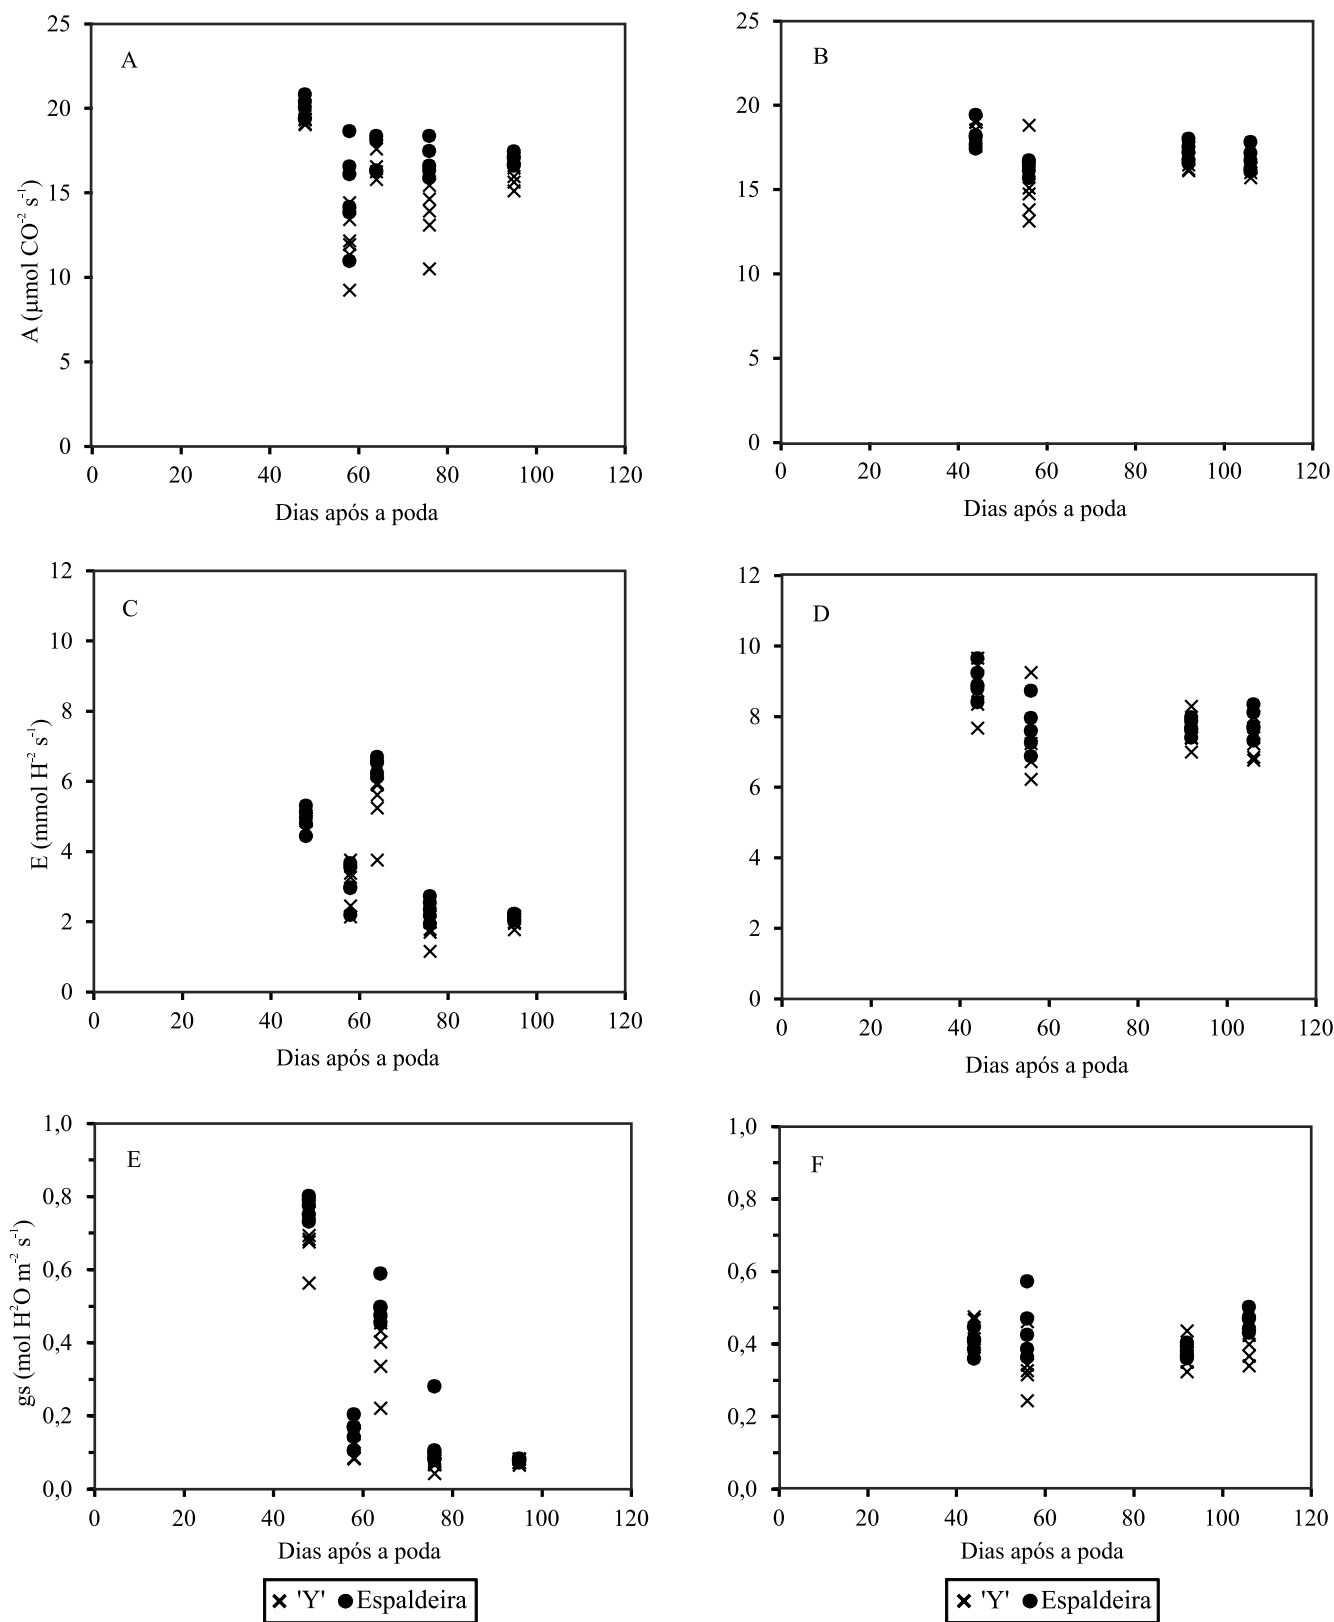 A
A (µmol CO⁻² s⁻¹)
25
20
15
10
5
0
0 20 40 60 80 100 120
Dias após a poda
B
25
20
15
10
5
0
0 20 40 60 80 100 120
Dias após a poda
C
E (mmol H⁻² s⁻¹)
12
10
8
6
4
2
0
0 20 40 60 80 100 120
Dias após a poda
D
12
10
8
6
4
2
0
0 20 40 60 80 100 120
Dias após a poda
E
gs (mol H²O m⁻² s⁻¹)
1,0
0,8
0,6
0,4
0,2
0,0
0 20 40 60 80 100 120
Dias após a poda
'Y' Espaldeira
F
1,0
0,8
0,6
0,4
0,2
0,0
0 20 40 60 80 100 120
Dias após a poda
'Y' Espaldeira